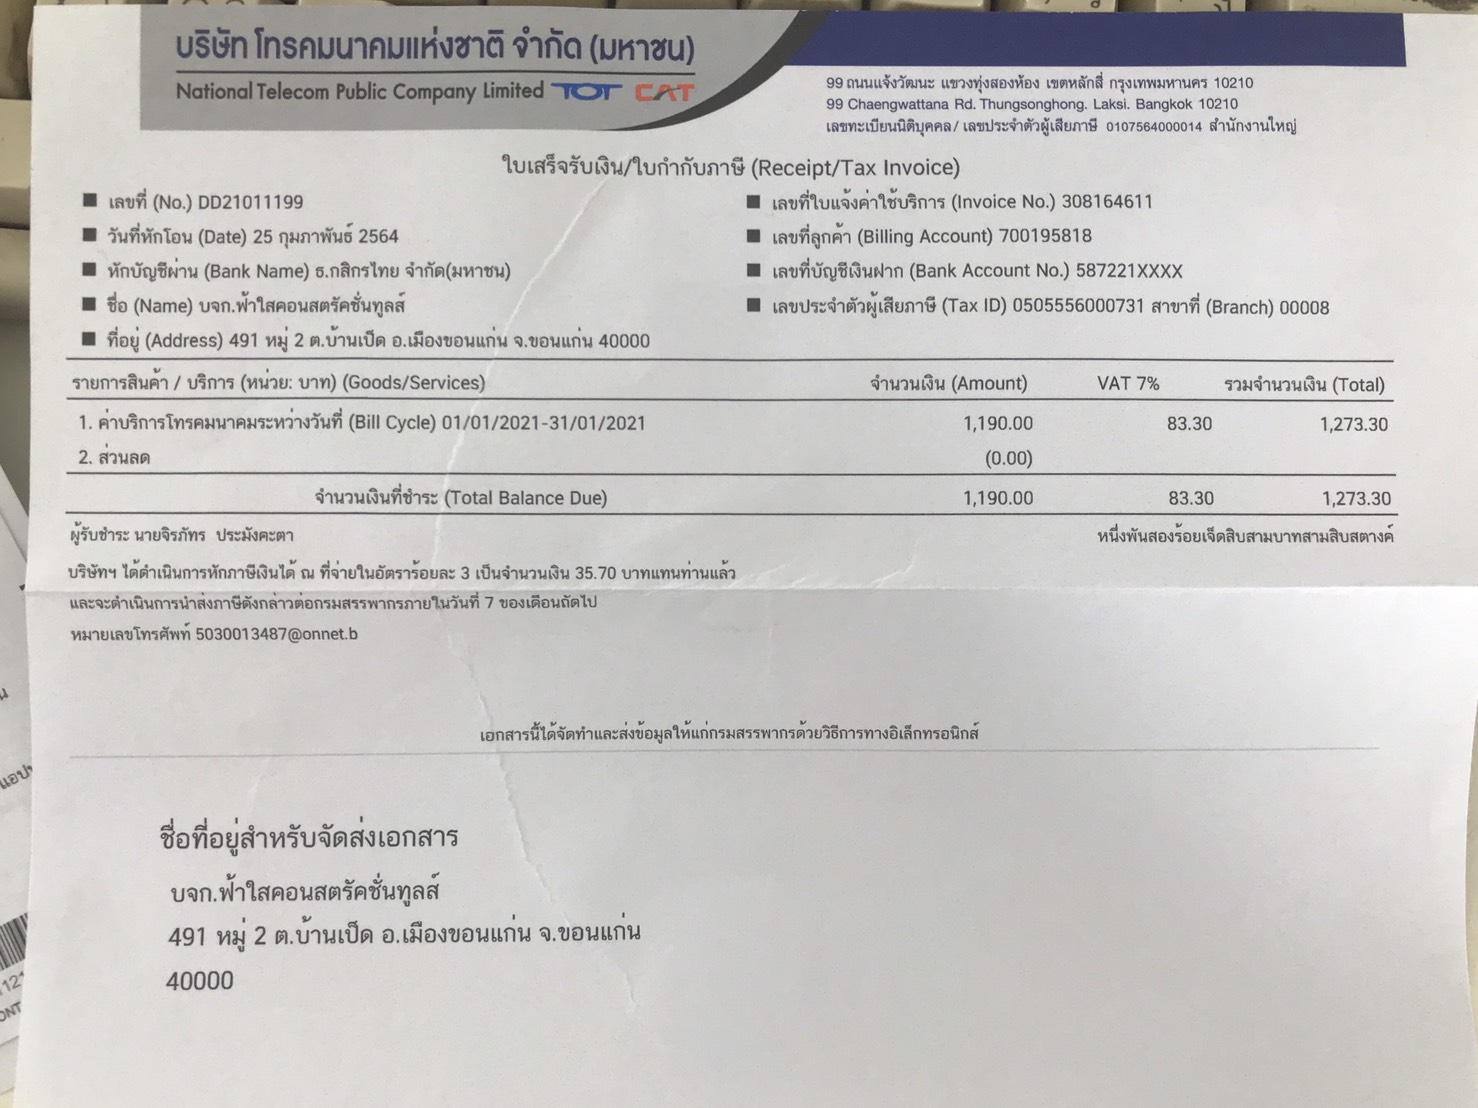 บริษัท โทรคมนาคมแห่งชาติ จำกัด (มหาชน)
National Telecom Public Company Limited TOT CAT
99 ถนนแจ้งวัฒนะ แขวงทุ่งสองห้อง เขตหลักสี่ กรุงเทพมหานคร 10210
99 Chaengwattana Rd. Thungsonghong. Laksi. Bangkok 10210
เลขทะเบียนนิติบุคคล/ เลขประจำตัวผู้เสียภาษี 0107564000014 สำนักงานใหญ่
ใบเสร็จรับเงิน/ใบกำกับภาษี (Receipt/Tax Invoice)
■ เลขที่ (No.) DD21011199 ■ เลขที่ใบแจ้งค่าใช้บริการ (Invoice No.) 308164611
■ วันที่หักโอน (Date) 25 กุมภาพันธ์ 2564 ■ เลขที่ลูกค้า (Billing Account) 700195818
■ หักบัญชีผ่าน (Bank Name) ธ.กสิกรไทย จำกัด(มหาชน) ■ เลขที่บัญชีเงินฝาก (Bank Account No.) 587221XXXX
■ ชื่อ (Name) บจก.ฟ้าใสคอนสตรัคชั่นทูลส์ ■ เลขประจำตัวผู้เสียภาษี (Tax ID) 0505556000731 สาขาที่ (Branch) 00008
■ ที่อยู่ (Address) 491 หมู่ 2 ต.บ้านเป็ด อ.เมืองขอนแก่น จ.ขอนแก่น 40000
รายการสินค้า / บริการ (หน่วย: บาท) (Goods/Services) จำนวนเงิน (Amount) VAT 7% รวมจำนวนเงิน (Total)
1. ค่าบริการโทรคมนาคมระหว่างวันที่ (Bill Cycle) 01/01/2021-31/01/2021 1,190.00 83.30 1,273.30
2. ส่วนลด (0.00)
จำนวนเงินที่ชำระ (Total Balance Due) 1,190.00 83.30 1,273.30
ผู้รับชำระ นายจิรภัทร ประมังคะตา หนึ่งพันสองร้อยเจ็ดสิบสามบาทสามสิบสตางค์
บริษัทฯ ได้ดำเนินการหักภาษีเงินได้ ณ ที่จ่ายในอัตราร้อยละ 3 เป็นจำนวนเงิน 35.70 บาทแทนท่านแล้ว
และจะดำเนินการนำส่งภาษีดังกล่าวต่อกรมสรรพากรภายในวันที่ 7 ของเดือนถัดไป
หมายเลขโทรศัพท์ 5030013487@onnet.b
เอกสารนี้ได้จัดทำและส่งข้อมูลให้แก่กรมสรรพากรด้วยวิธีการทางอิเล็กทรอนิกส์
ชื่อที่อยู่สำหรับจัดส่งเอกสาร
บจก.ฟ้าใสคอนสตรัคชั่นทูลส์
491 หมู่ 2 ต.บ้านเป็ด อ.เมืองขอนแก่น จ.ขอนแก่น
40000